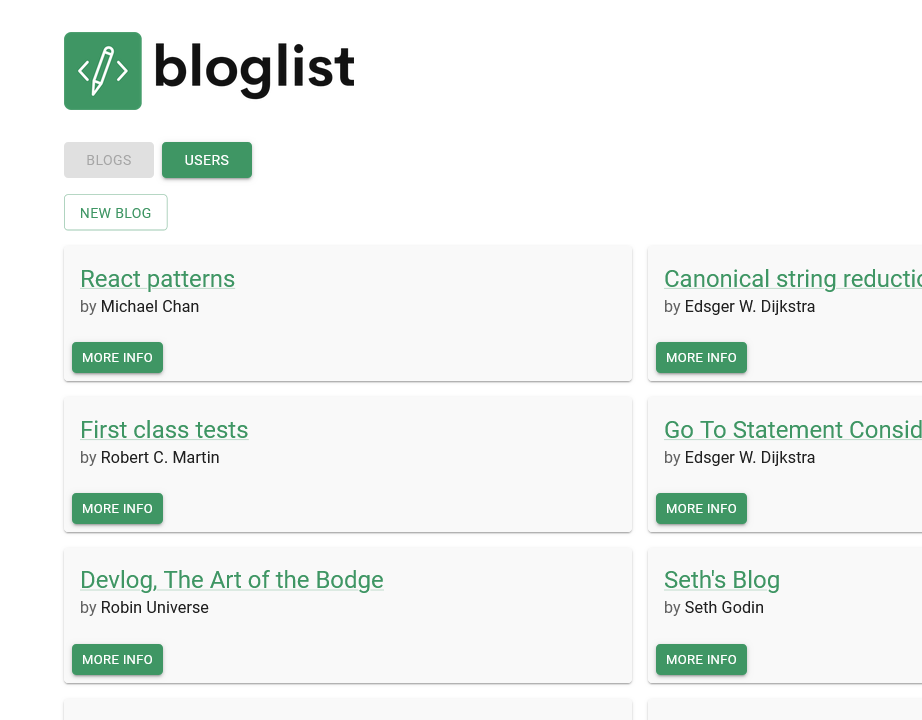 bloglist
BLOGS USERS
NEW BLOG
React patterns
by Michael Chan
MORE INFO
Canonical string reductio
by Edsger W. Dijkstra
MORE INFO
First class tests
by Robert C. Martin
MORE INFO
Go To Statement Consid
by Edsger W. Dijkstra
MORE INFO
Devlog, The Art of the Bodge
by Robin Universe
MORE INFO
Seth's Blog
by Seth Godin
MORE INFO